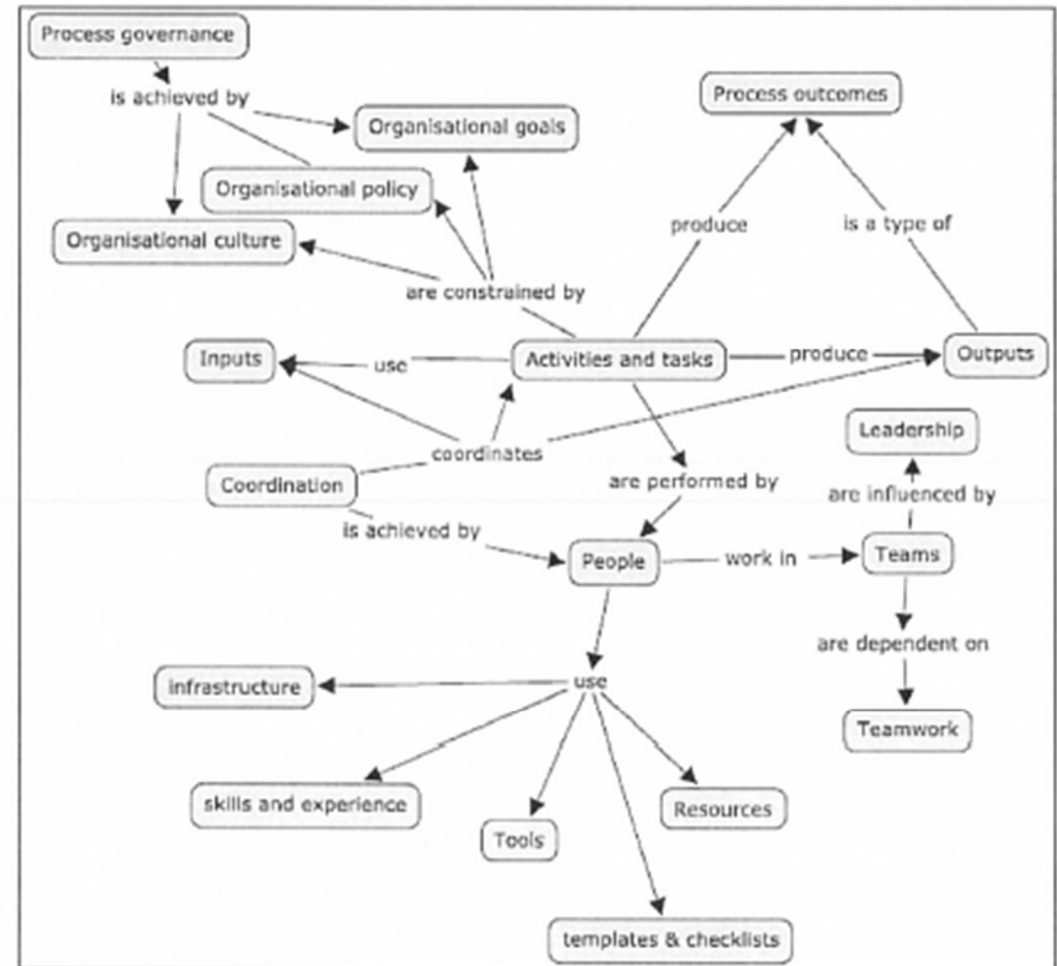 Process governance
is achieved by
Process outcomes
Organisational goals
Organisational policy
Organisational culture
produce
is a type of
are constrained by
Inputs
use
Activities and tasks
produce
Outputs
Leadership
coordinates
Coordination
are performed by
are influenced by
is achieved by
People
work in
Teams
are dependent on
infrastructure
use
Teamwork
skills and experience
Resources
Tools
templates & checklists